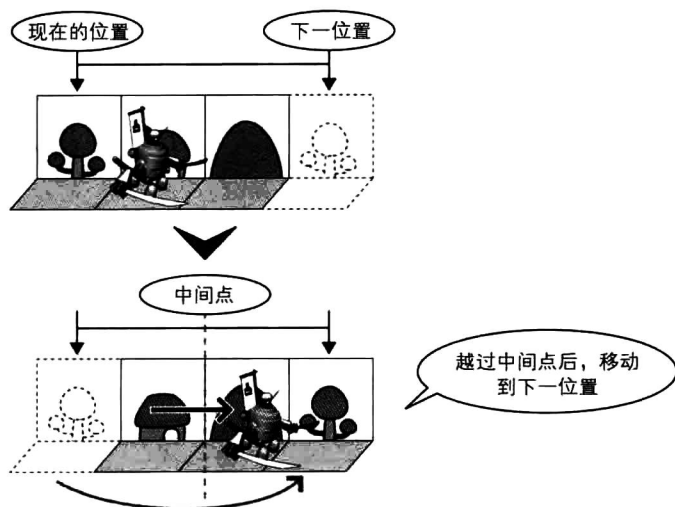 现在的位置
下一位置
中间点
越过中间点后，移动
到下一位置